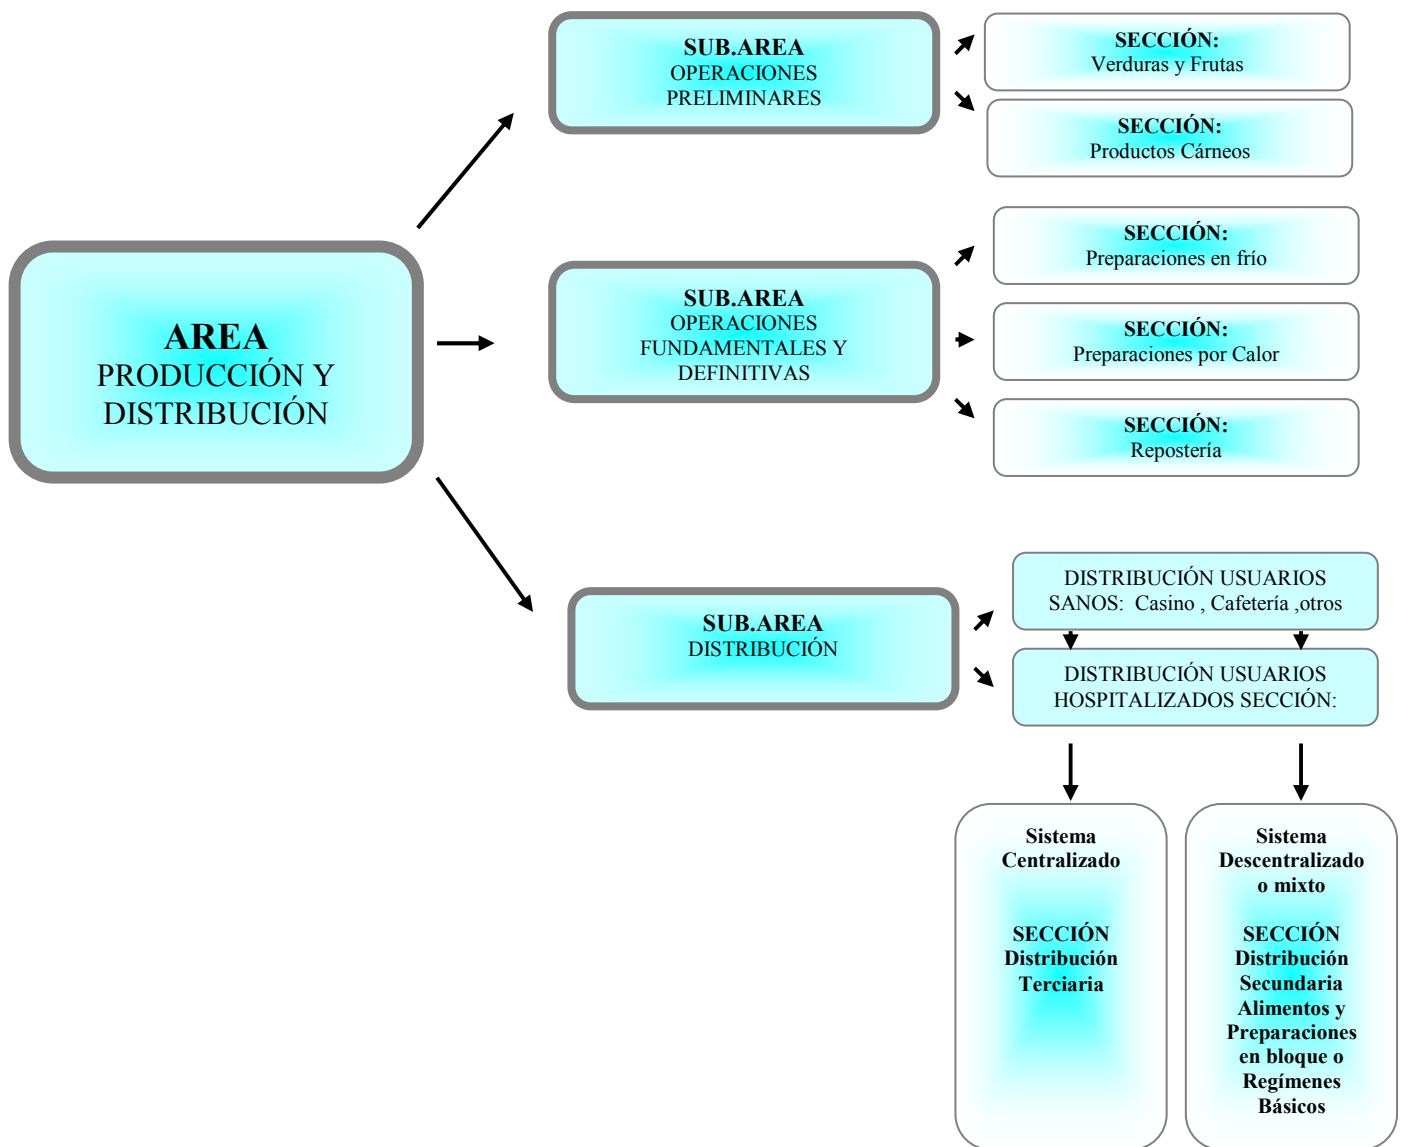 AREA
PRODUCCIÓN Y
DISTRIBUCIÓN
SUB.AREA
OPERACIONES
PRELIMINARES
SECCIÓN:
Verduras y Frutas
SECCIÓN:
Productos Cárneos
SUB.AREA
OPERACIONES
FUNDAMENTALES Y
DEFINITIVAS
SECCIÓN:
Preparaciones en frío
SECCIÓN:
Preparaciones por Calor
SECCIÓN:
Repostería
SUB.AREA
DISTRIBUCIÓN
DISTRIBUCIÓN USUARIOS
SANOS: Casino , Cafetería ,otros
DISTRIBUCIÓN USUARIOS
HOSPITALIZADOS SECCIÓN:
Sistema
Centralizado
SECCIÓN
Distribución
Terciaria
Sistema
Descentralizado
o mixto
SECCIÓN
Distribución
Secundaria
Alimentos y
Preparaciones
en bloque o
Regímenes
Básicos